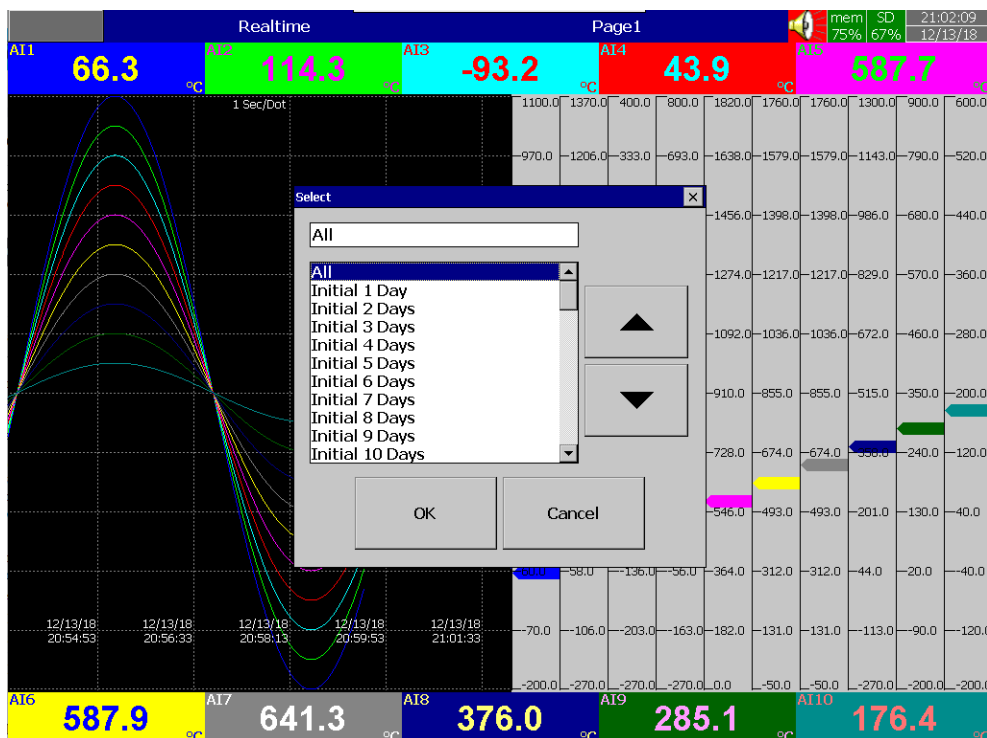 Realtime Page1 mem SD 21:02:09
75% 67% 12/13/18
AI1 AI2 AI3 AI4 AI5
66.3 °C 114.3 °C -93.2 °C 43.9 °C 587.7 °C
1 Sec/Dot
1100.0 1370.0 400.0 800.0 1820.0 1760.0 1760.0 1300.0 900.0 600.0
970.0 1206.0 333.0 693.0 1638.0 1579.0 1579.0 1143.0 790.0 520.0
Select
1456.0 1398.0 1398.0 986.0 680.0 440.0
All
All
1274.0 1217.0 1217.0 829.0 570.0 360.0
Initial 1 Day
Initial 2 Days
Initial 3 Days
1092.0 1036.0 1036.0 672.0 460.0 280.0
Initial 4 Days
Initial 5 Days
Initial 6 Days
910.0 855.0 855.0 515.0 350.0 200.0
Initial 7 Days
Initial 8 Days
Initial 9 Days
Initial 10 Days
728.0 674.0 674.0 240.0 120.0
OK Cancel
546.0 493.0 493.0 201.0 130.0 40.0
58.0 -136.0 -56.0 364.0 312.0 312.0 44.0 20.0 -40.0
12/13/18 12/13/18 12/13/18 12/13/18 12/13/18
20:54:53 20:56:33 20:58:13 20:59:53 21:01:33
-70.0 -106.0 -203.0 -163.0 182.0 131.0 131.0 -113.0 -90.0 -120.0
-200.0 -270.0 -270.0 -270.0 0.0 -50.0 -50.0 -270.0 -200.0 -200.0
AI6 AI7 AI8 AI9 AI10
587.9 °C 641.3 °C 376.0 °C 285.1 °C 176.4 °C